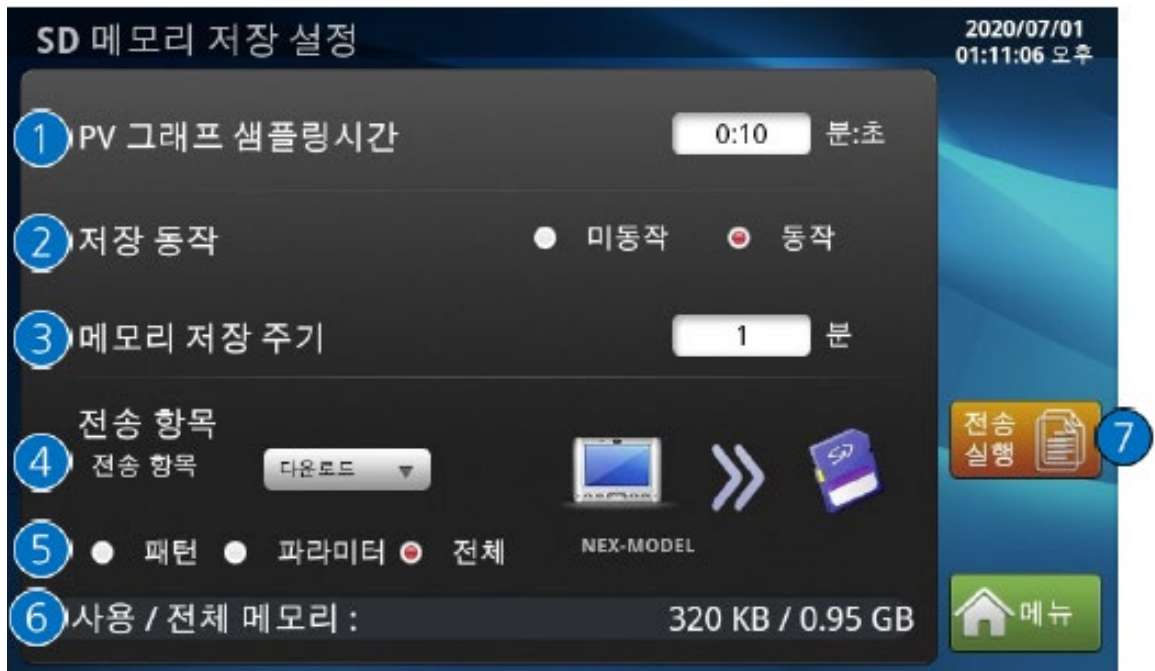 SD 메모리 저장 설정
2020/07/01
01:11:06 오후
1 PV 그래프 샘플링시간 0:10 분:초
2 저장 동작 미동작 동작
3 메모리 저장 주기 1 분
전송 항목
4 전송 항목 다운로드
전송
실행 7
5 패턴 파라미터 전체 NEX-MODEL
6 사용 / 전체 메모리 : 320 KB / 0.95 GB
메뉴